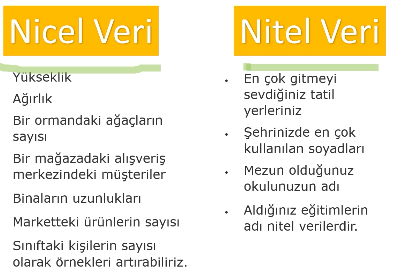 Nicel Veri
Yükseklik
Ağırlık
Bir ormandaki ağaçların
sayısı
Bir mağazadaki alışveriş
merkezindeki müşteriler
Binaların uzunlukları
Marketteki ürünlerin sayısı
Sınıftaki kişilerin sayısı
olarak örnekleri artırabiliriz.
Nitel Veri
• En çok gitmeyi
sevdiğiniz tatil
yerleriniz
• Şehrinizde en çok
kullanılan soyadları
• Mezun olduğunuz
okulunuzun adı
• Aldığınız eğitimlerin
adı nitel verilerdir.